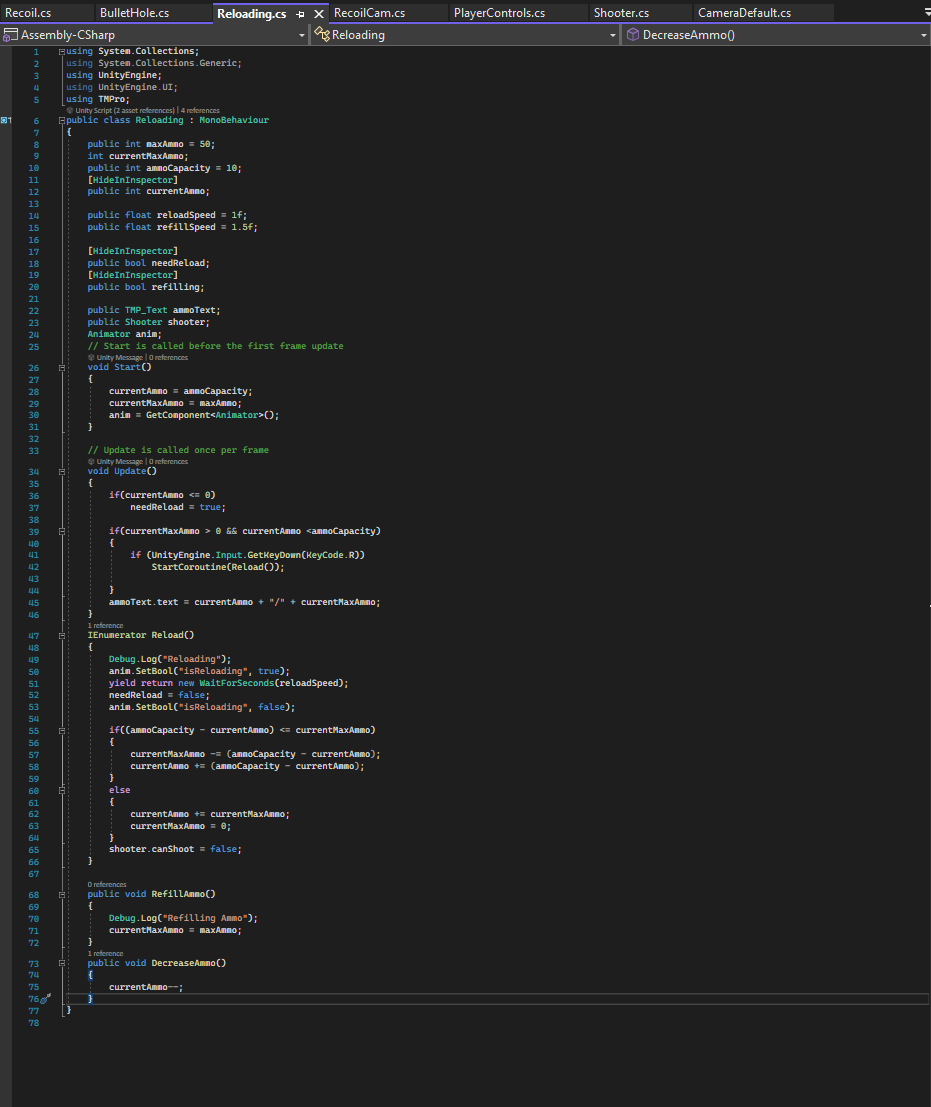 Recoil.cs BulletHole.cs Reloading.cs RecoilCam.cs PlayerControls.cs Shooter.cs CameraDefault.cs
Assembly-CSharp Reloading DecreaseAmmo()
1 using System.Collections;
2 using System.Collections.Generic;
3 using UnityEngine;
4 using UnityEngine.UI;
5 using TMPro;
Unity Script (2 asset references) | 4 references
6 public class Reloading : MonoBehaviour
7 {
8 public int maxAmmo = 50;
9 int currentMaxAmmo;
10 public int ammoCapacity = 10;
11 [HideInInspector]
12 public int currentAmmo;
13
14 public float reloadSpeed = 1f;
15 public float refillSpeed = 1.5f;
16
17 [HideInInspector]
18 public bool needReload;
19 [HideInInspector]
20 public bool refilling;
21
22 public TMP_Text ammoText;
23 public Shooter shooter;
24 Animator anim;
25 // Start is called before the first frame update
Unity Message | 0 references
26 void Start()
27 {
28 currentAmmo = ammoCapacity;
29 currentMaxAmmo = maxAmmo;
30 anim = GetComponent<Animator>();
31 }
32
33 // Update is called once per frame
Unity Message | 0 references
34 void Update()
35 {
36 if(currentAmmo <= 0)
37 needReload = true;
38
39 if(currentMaxAmmo > 0 && currentAmmo <ammoCapacity)
40 {
41 if (UnityEngine.Input.GetKeyDown(KeyCode.R))
42 StartCoroutine(Reload());
43
44 }
45 ammoText.text = currentAmmo + "/" + currentMaxAmmo;
46 }
1 reference
47 IEnumerator Reload()
48 {
49 Debug.Log("Reloading");
50 anim.SetBool("isReloading", true);
51 yield return new WaitForSeconds(reloadSpeed);
52 needReload = false;
53 anim.SetBool("isReloading", false);
54
55 if((ammoCapacity - currentAmmo) <= currentMaxAmmo)
56 {
57 currentMaxAmmo -= (ammoCapacity - currentAmmo);
58 currentAmmo += (ammoCapacity - currentAmmo);
59 }
60 else
61 {
62 currentAmmo += currentMaxAmmo;
63 currentMaxAmmo = 0;
64 }
65 shooter.canShoot = false;
66 }
67
0 references
68 public void RefillAmmo()
69 {
70 Debug.Log("Refilling Ammo");
71 currentMaxAmmo = maxAmmo;
72 }
1 reference
73 public void DecreaseAmmo()
74 {
75 currentAmmo--;
76 }
77 }
78